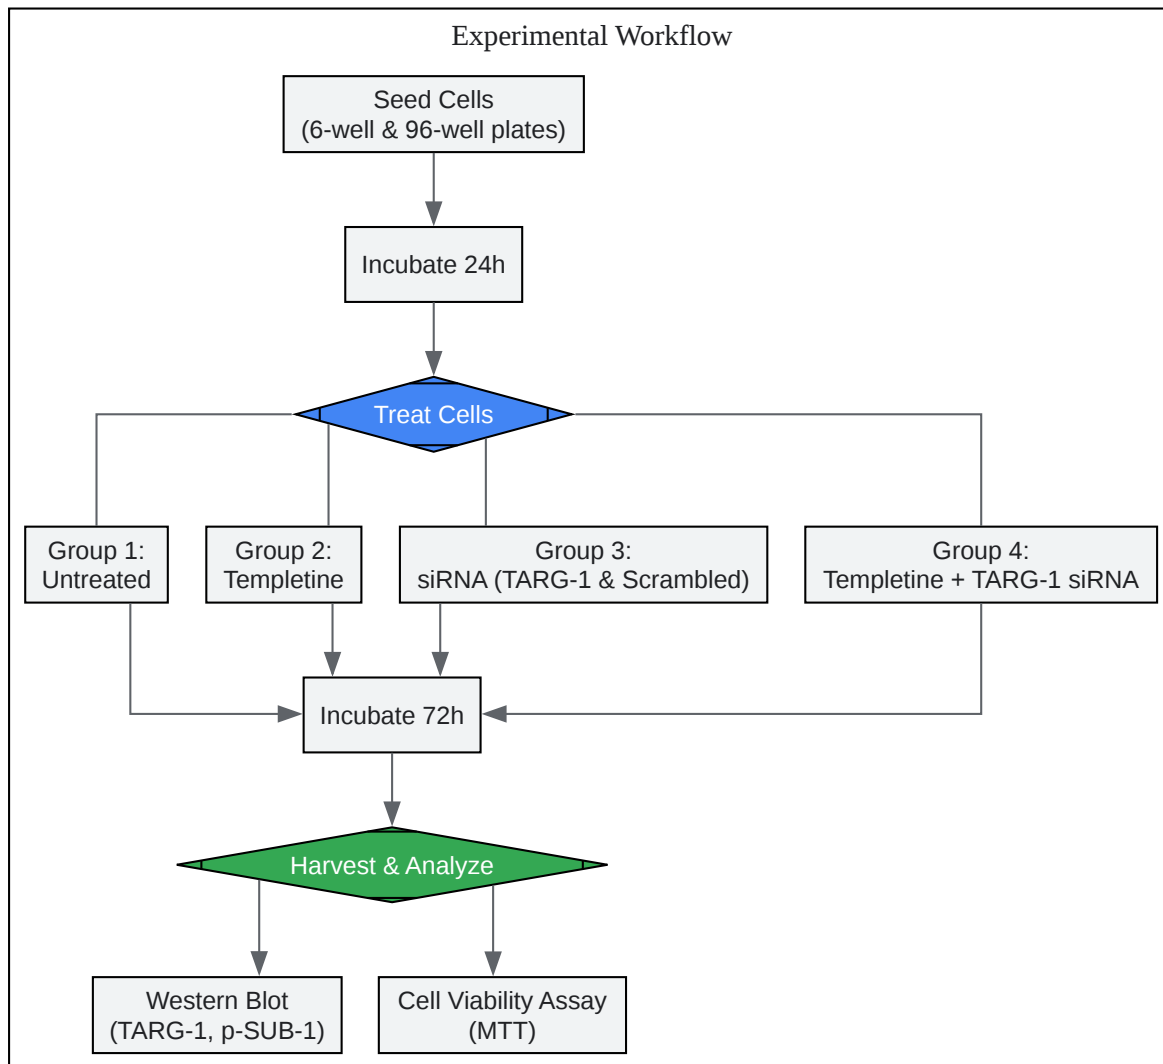 Experimental Workflow
Seed Cells
(6-well & 96-well plates)
Incubate 24h
Treat Cells
Group 1:
Untreated
Group 2:
Templetine
Group 3:
siRNA (TARG-1 & Scrambled)
Group 4:
Templetine + TARG-1 siRNA
Incubate 72h
Harvest & Analyze
Western Blot
(TARG-1, p-SUB-1)
Cell Viability Assay
(MTT)